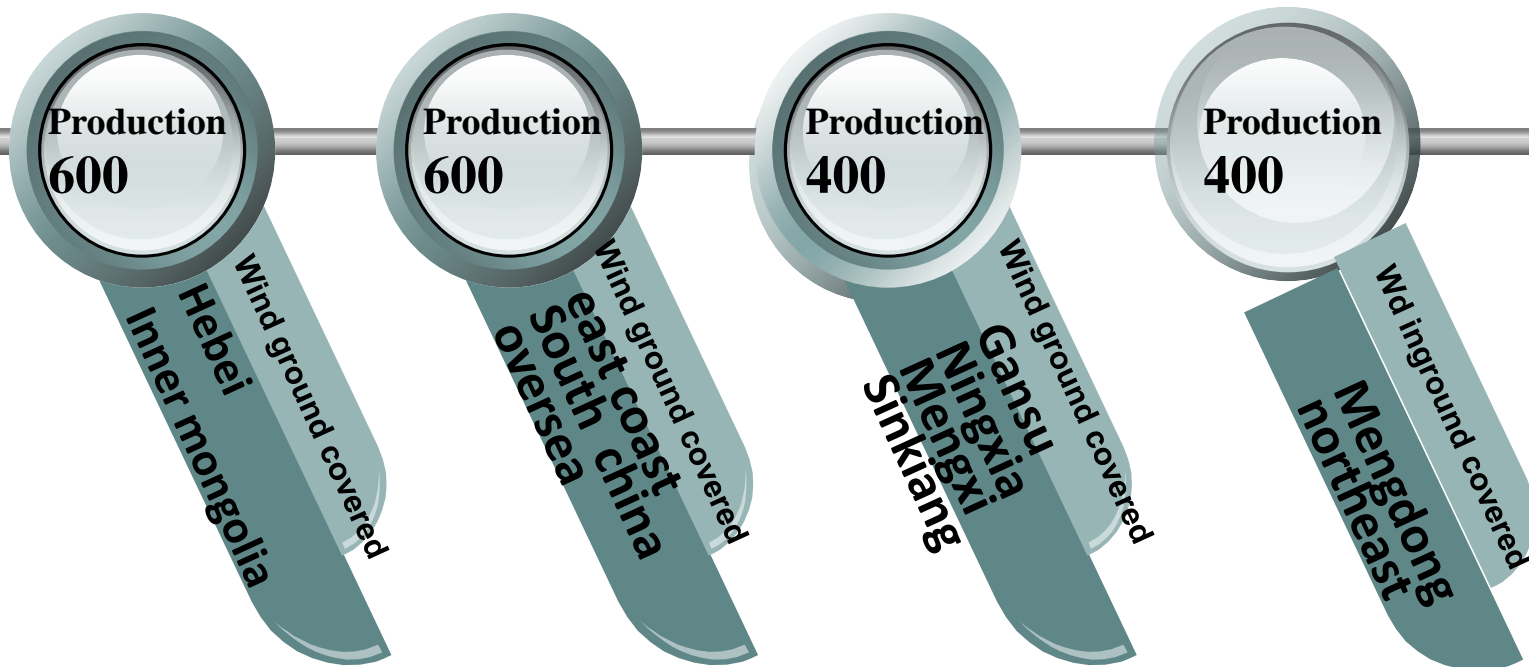 Production
600
Wind ground covered
Hebei
Inner mongolia
Production
600
Wind ground covered
east coast
South china
oversea
Production
400
Wind ground covered
Gansu
Ningxia
Mengxi
Sinkiang
Production
400
Wd inground covered
Mengdong
northeast